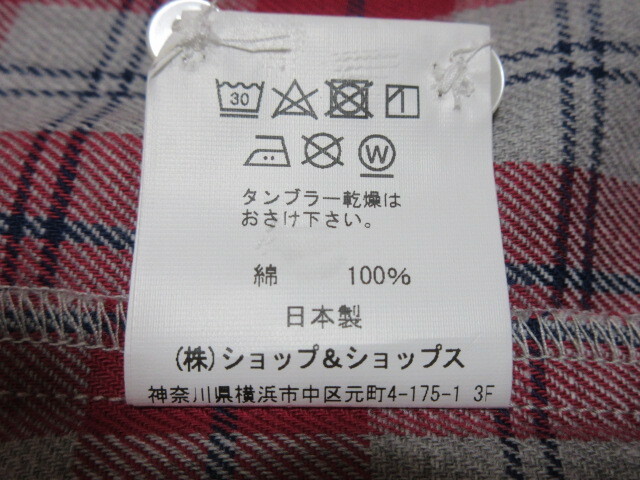 30
W
タンブラー乾燥は
おさけ下さい。
綿 100%
日本製
(株)ショップ&ショップス
神奈川県横浜市中区元町4-175-1 3F